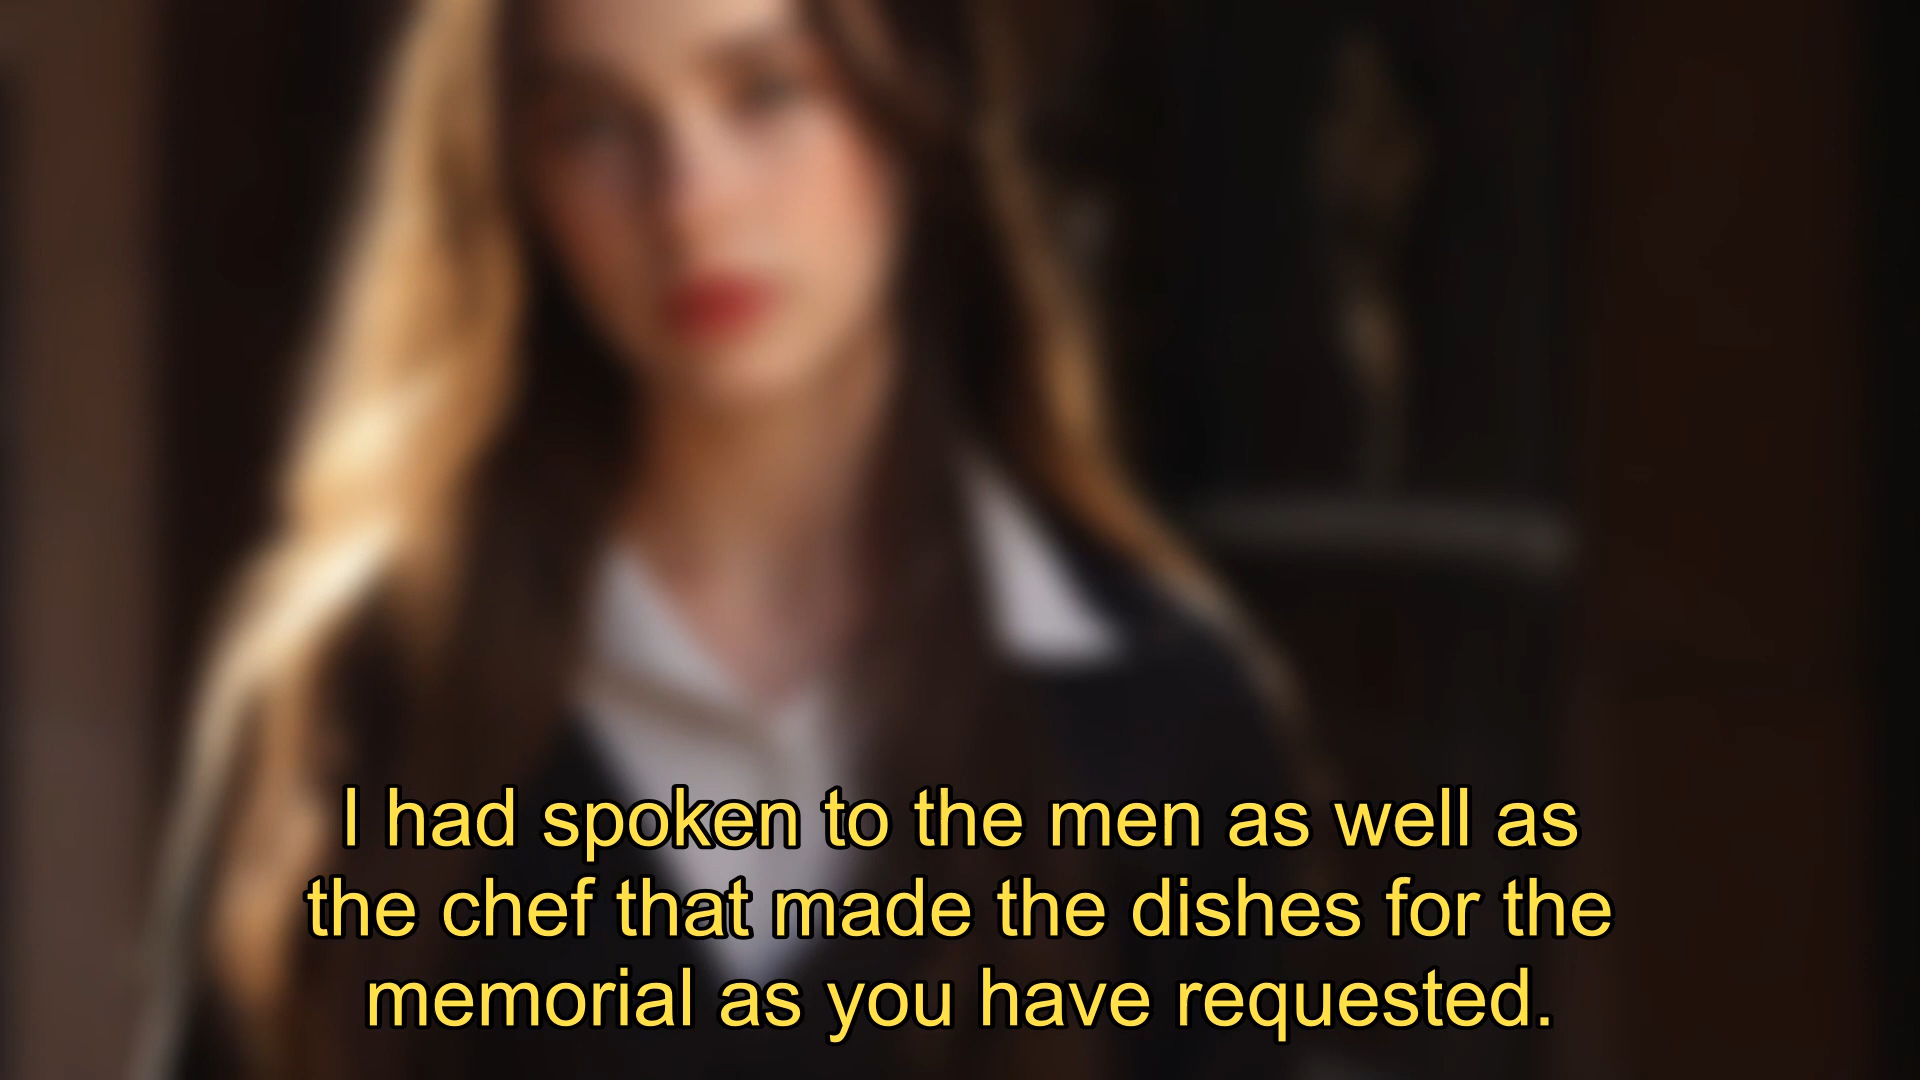 I had spoken to the men as well as
the chef that made the dishes for the
memorial as you have requested.